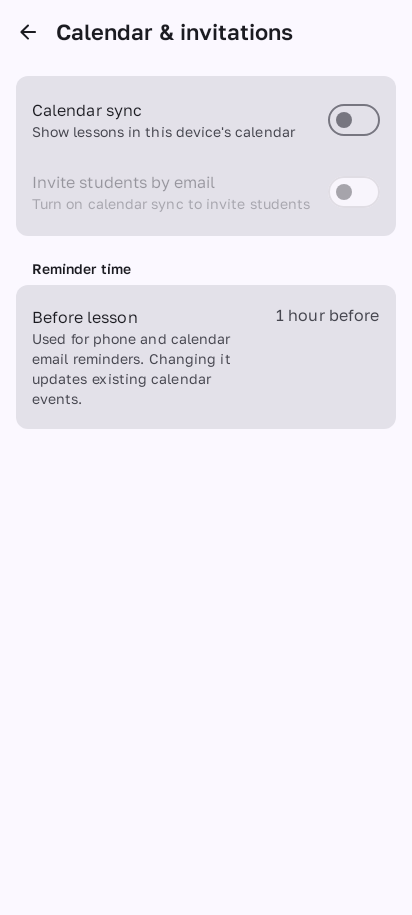 Calendar & invitations
Calendar sync
Show lessons in this device's calendar
Invite students by email
Turn on calendar sync to invite students
Reminder time
Before lesson
1 hour before
Used for phone and calendar
email reminders. Changing it
updates existing calendar
events.